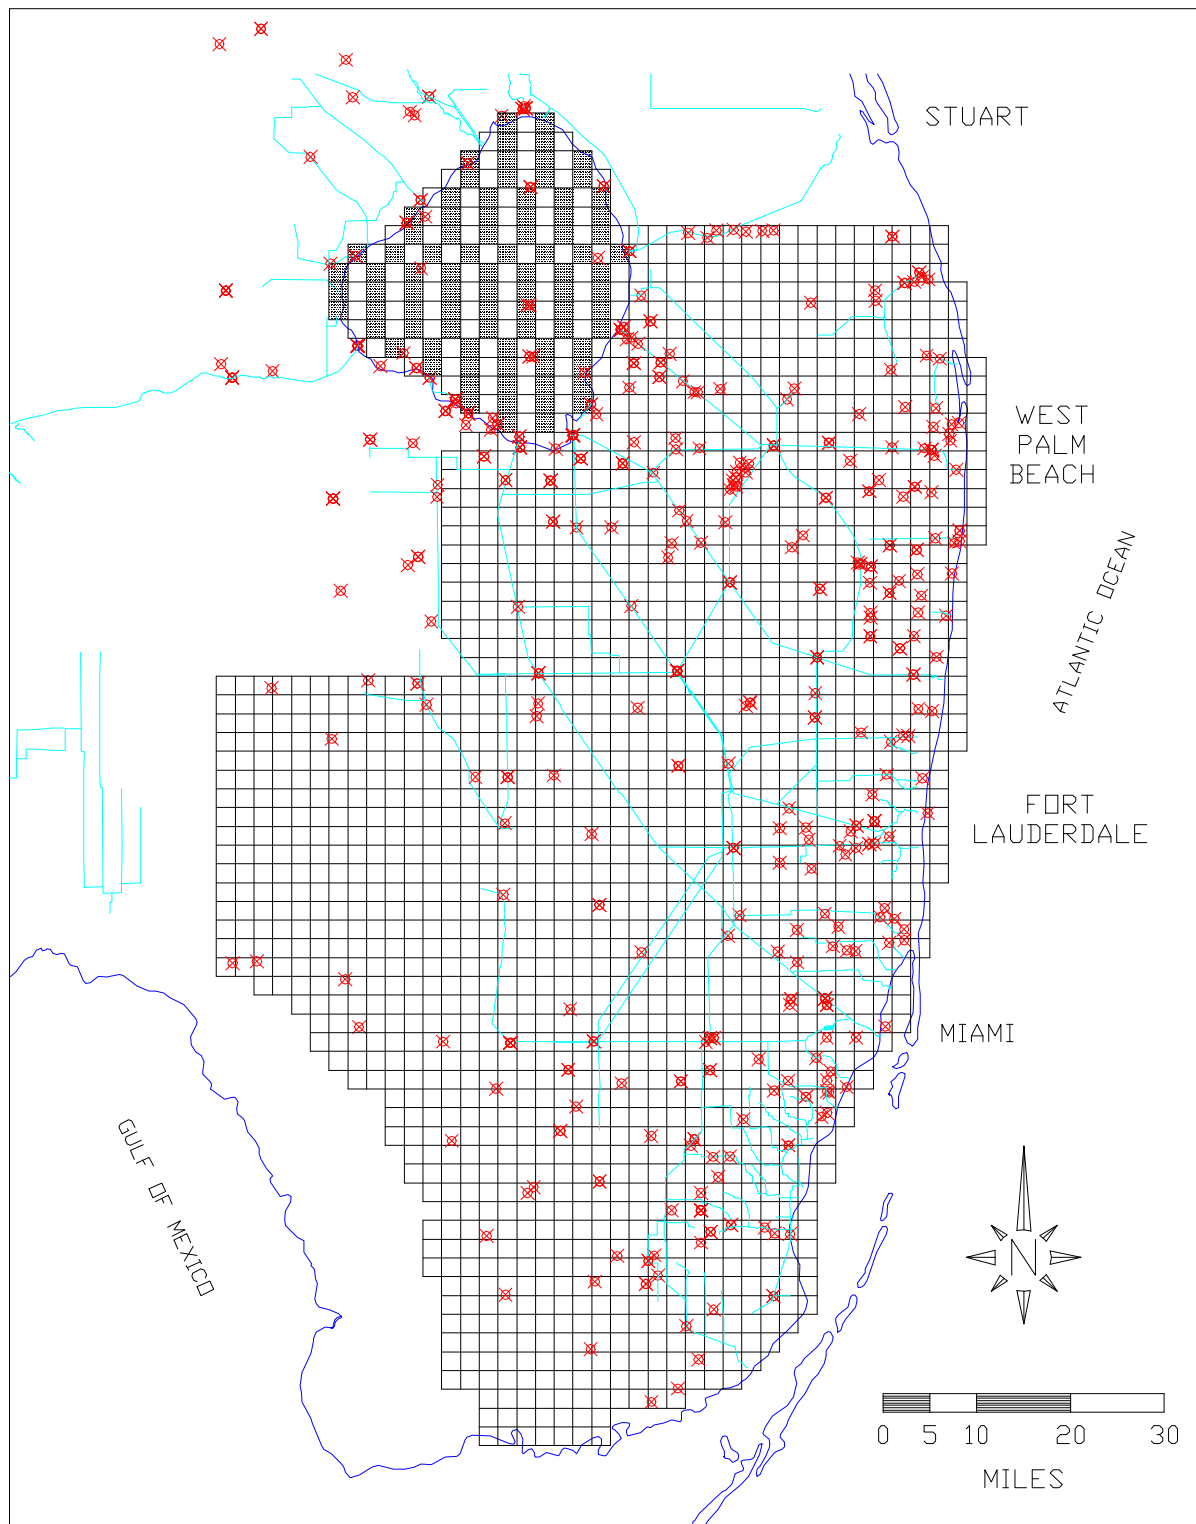 STUART
WEST
PALM
BEACH
ATLANTIC OCEAN
FORT
LAUDERDALE
MIAMI
GULF OF MEXICO
N
0 5 10 20 30
MILES